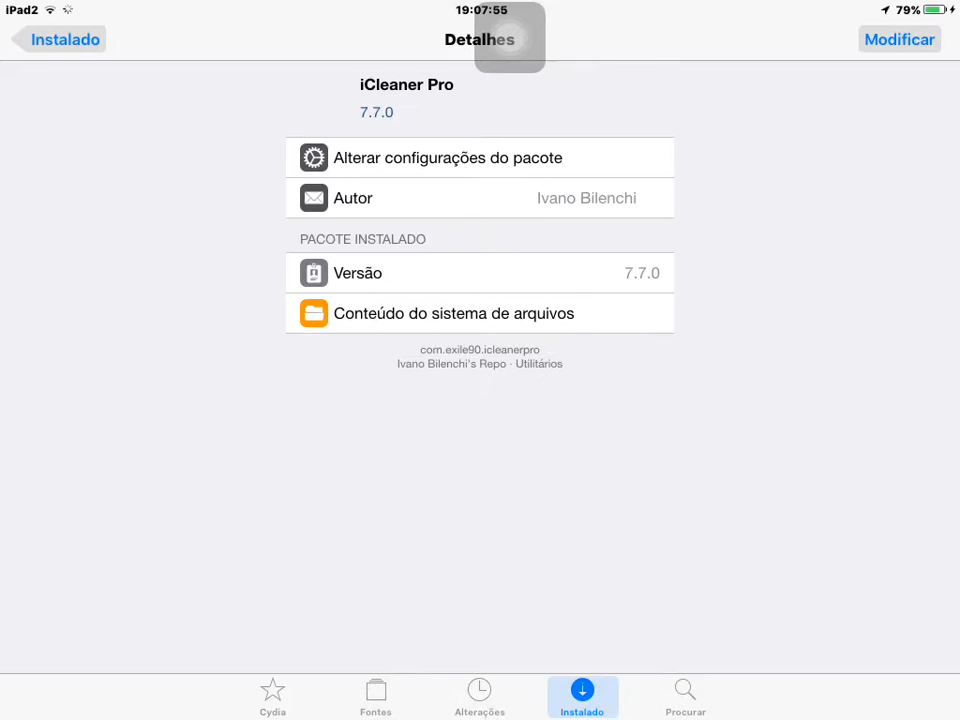 iPad2 19:07:55 79%
Instalado Detalhes Modificar
iCleaner Pro
7.7.0
Alterar configurações do pacote
Autor Ivano Bilenchi
PACOTE INSTALADO
Versão 7.7.0
Conteúdo do sistema de arquivos
com.exile90.icleanerpro
Ivano Bilenchi's Repo · Utilitários
Cydia Fontes Alterações Instalado Procurar